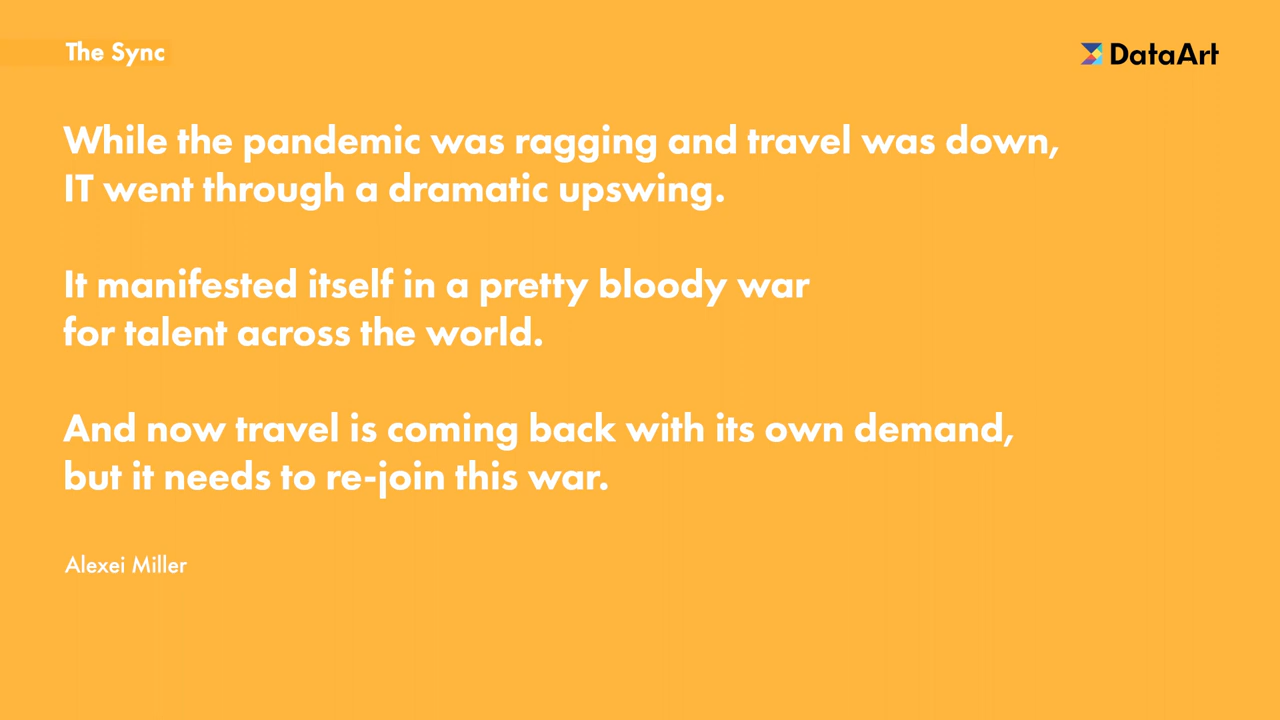 The Sync
DataArt
While the pandemic was ragging and travel was down,
IT went through a dramatic upswing.
It manifested itself in a pretty bloody war
for talent across the world.
And now travel is coming back with its own demand,
but it needs to re-join this war.
Alexei Miller